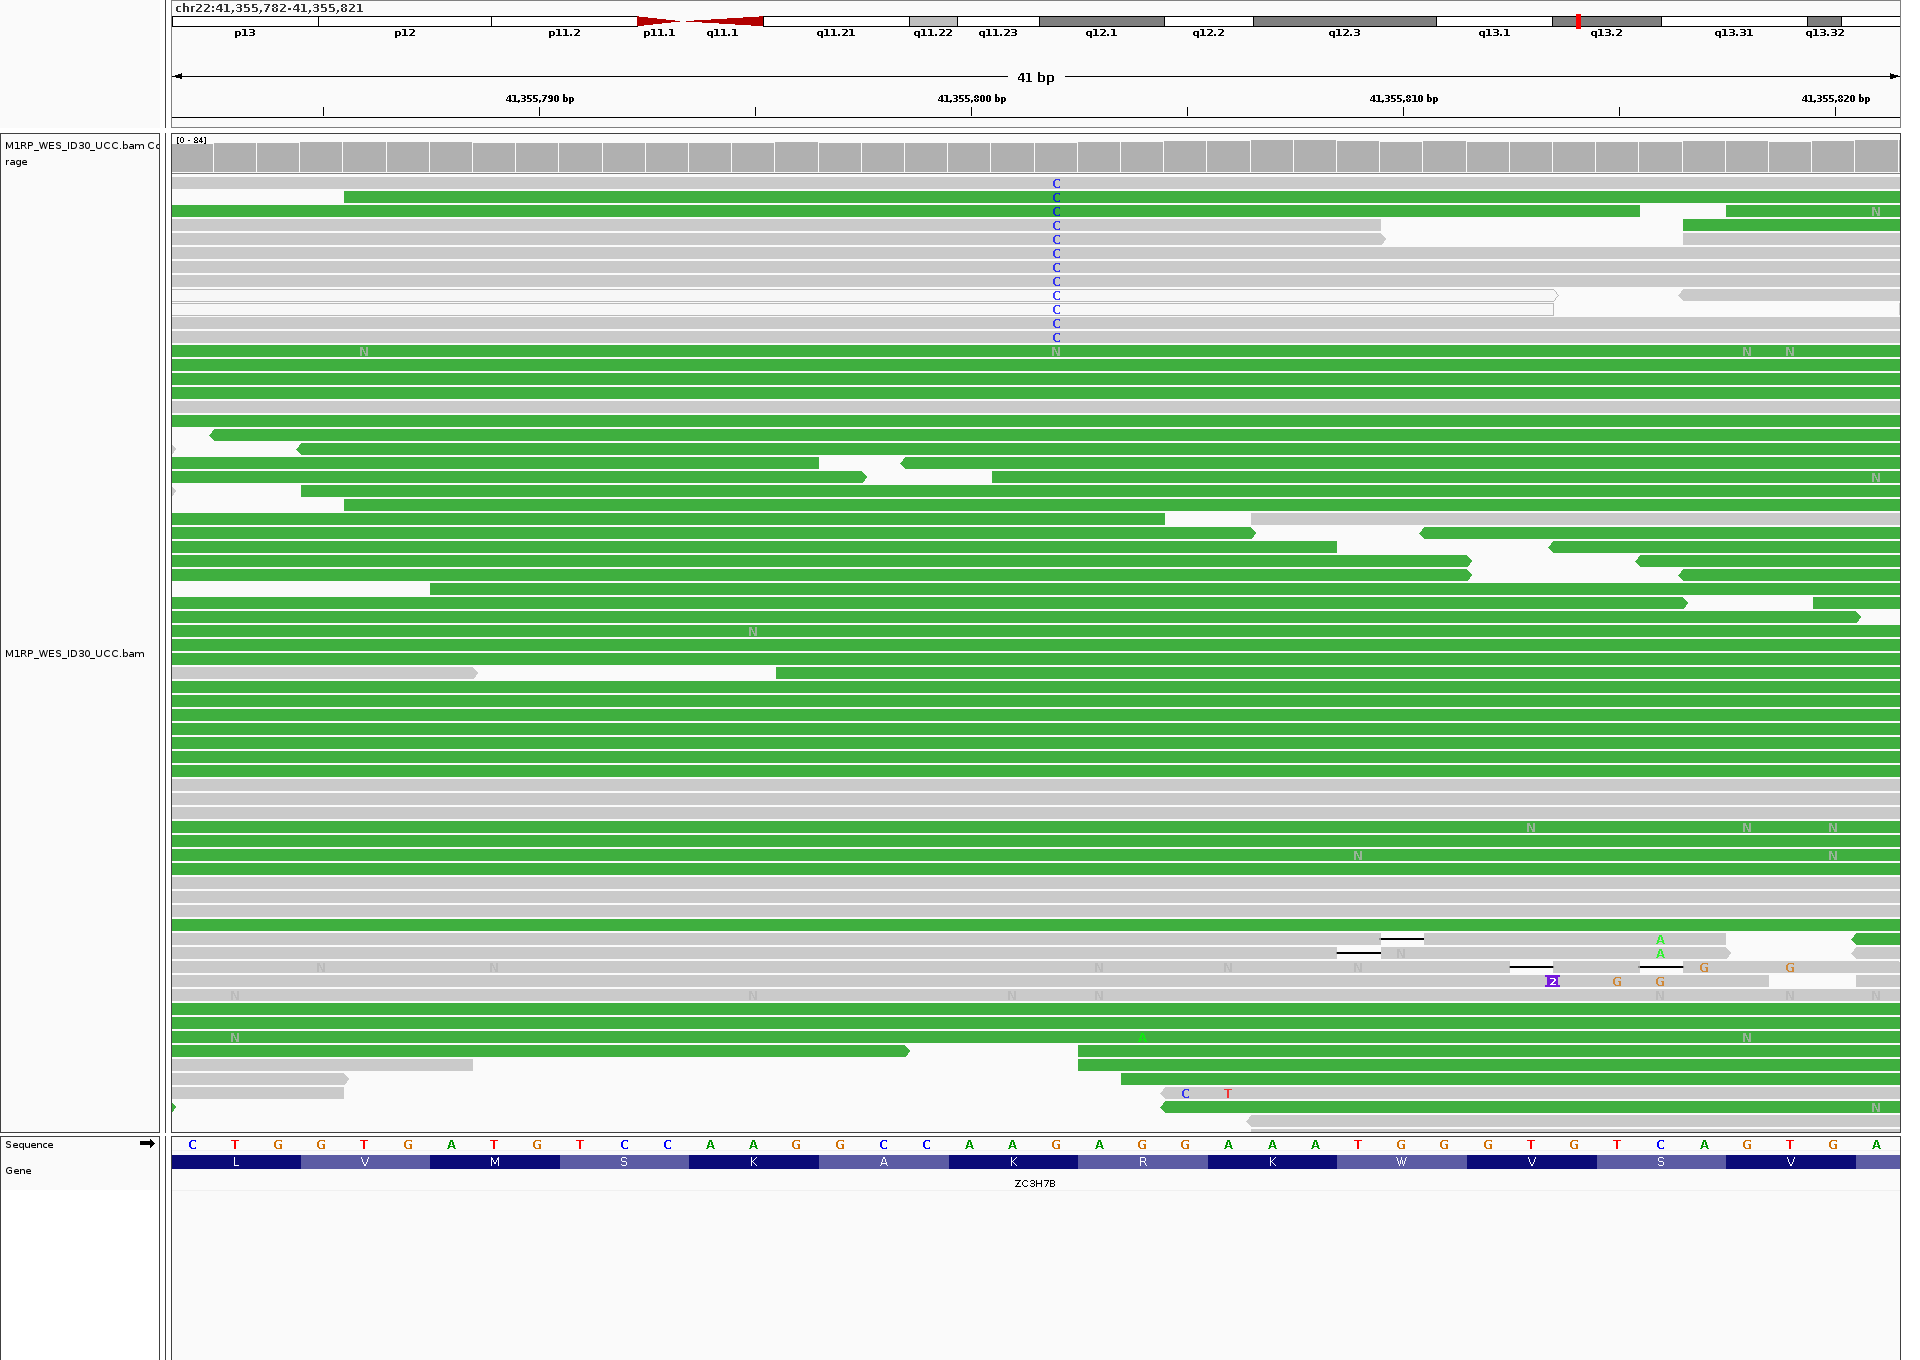 chr22:41,355,782-41,355,821
p13 p12 p11.2 p11.1 q11.1 q11.21 q11.22 q11.23 q12.1 q12.2 q12.3 q13.1 q13.2 q13.31 q13.32
41 bp
41,355,790 bp 41,355,800 bp 41,355,810 bp 41,355,820 bp
M1RP_WES_ID30_UCC.bam Co
rage
[0 - 84]
C
C
C N
C
C
C
C
C
C
C
C
C
N N N N
N
N
M1RP_WES_ID30_UCC.bam
N N N
N N
A
N A
N N N N N G G
2 G G
N N N N N N N
N A N
C T
N
Sequence C T G G T G A T G T C C A A G G C C A A G A G G A A A T G G G T G T C A G T G A
Gene L V M S K A K R K W V S V
ZC3H7B